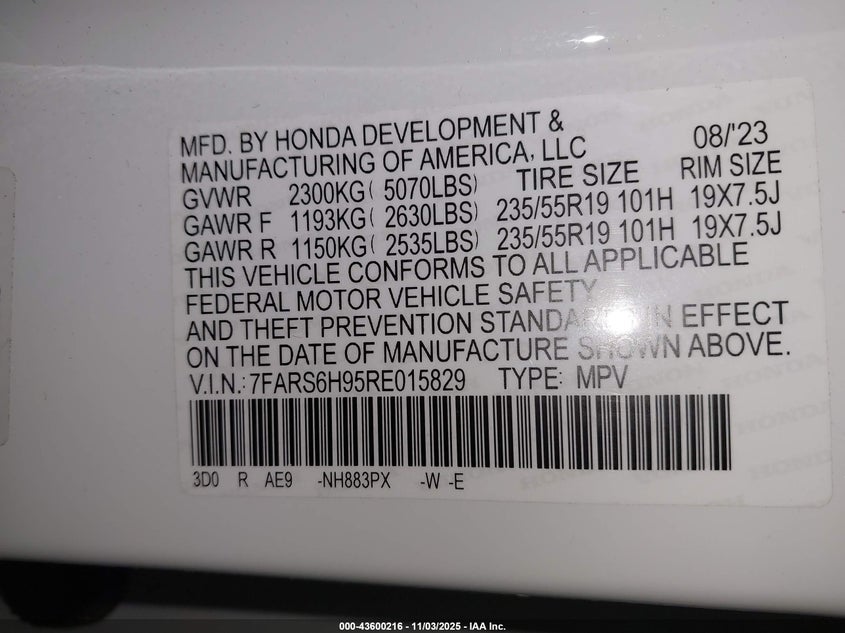 MFD. BY HONDA DEVELOPMENT & 08/'23
MANUFACTURING OF AMERICA, LLC
GVWR 2300KG( 5070LBS) TIRE SIZE RIM SIZE
GAWR F 1193KG( 2630LBS) 235/55R19 101H 19X7.5J
GAWR R 1150KG( 2535LBS) 235/55R19 101H 19X7.5J
THIS VEHICLE CONFORMS TO ALL APPLICABLE
FEDERAL MOTOR VEHICLE SAFETY
AND THEFT PREVENTION STANDARDS IN EFFECT
ON THE DATE OF MANUFACTURE SHOWN ABOVE.
V.I.N.:7FARS6H95RE015829 TYPE: MPV
3D0 R AE9 -NH883PX -W -E
000-43600216 - 11/03/2025 - IAA Inc.